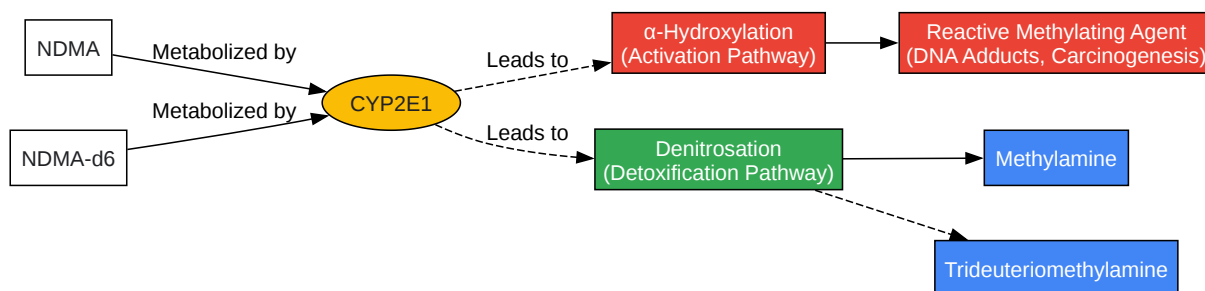 NDMA
Metabolized by
NDMA-d6
Metabolized by
CYP2E1
Leads to
Leads to
α-Hydroxylation
(Activation Pathway)
Reactive Methylating Agent
(DNA Adducts, Carcinogenesis)
Denitrosation
(Detoxification Pathway)
Methylamine
Trideuteriomethylamine